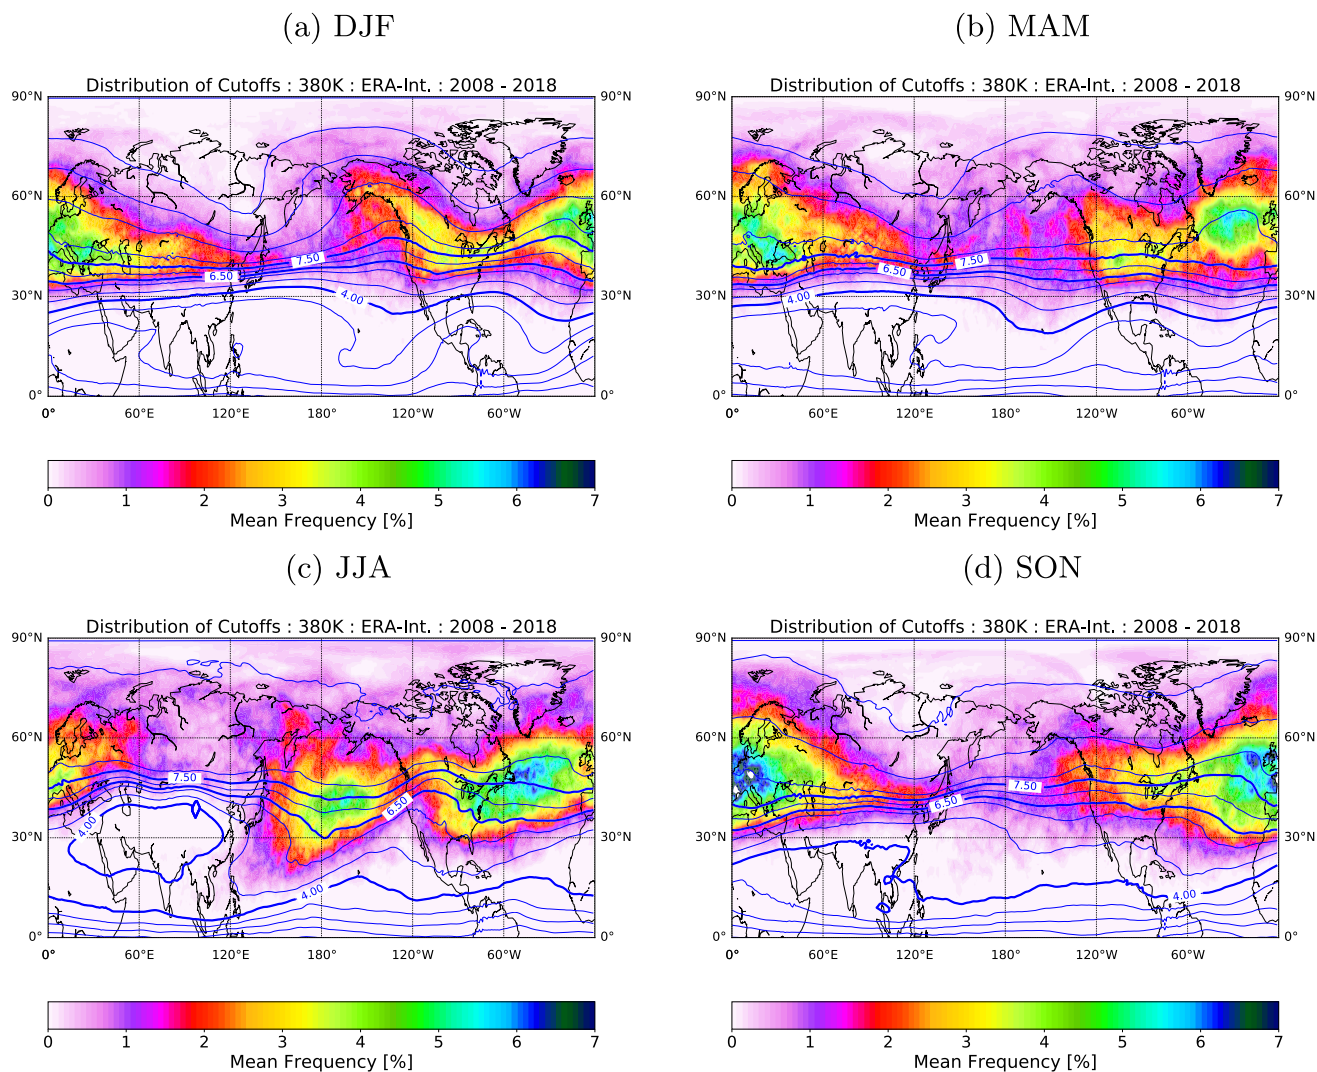 (a) DJF
(b) MAM
Distribution of Cutoffs : 380K : ERA-Int. : 2008 - 2018
Distribution of Cutoffs : 380K : ERA-Int. : 2008 - 2018
90°N 90°N 90°N 90°N
60°N 60°N 60°N 60°N
7.50 7.50
6.50 6.50
30°N 4.00 30°N 30°N 4.00 30°N
0° 0° 0° 0°
0° 60°E 120°E 180° 120°W 60°W
0° 60°E 120°E 180° 120°W 60°W
0 1 2 3 4 5 6 7
0 1 2 3 4 5 6 7
Mean Frequency [%]
Mean Frequency [%]
(c) JJA
(d) SON
Distribution of Cutoffs : 380K : ERA-Int. : 2008 - 2018
Distribution of Cutoffs : 380K : ERA-Int. : 2008 - 2018
90°N 90°N 90°N 90°N
60°N 60°N 60°N 60°N
7.50 7.50
6.50 6.50
4.00
30°N 30°N 30°N 30°N
4.00 4.00
0° 0° 0° 0°
0° 60°E 120°E 180° 120°W 60°W
0° 60°E 120°E 180° 120°W 60°W
0 1 2 3 4 5 6 7
0 1 2 3 4 5 6 7
Mean Frequency [%]
Mean Frequency [%]